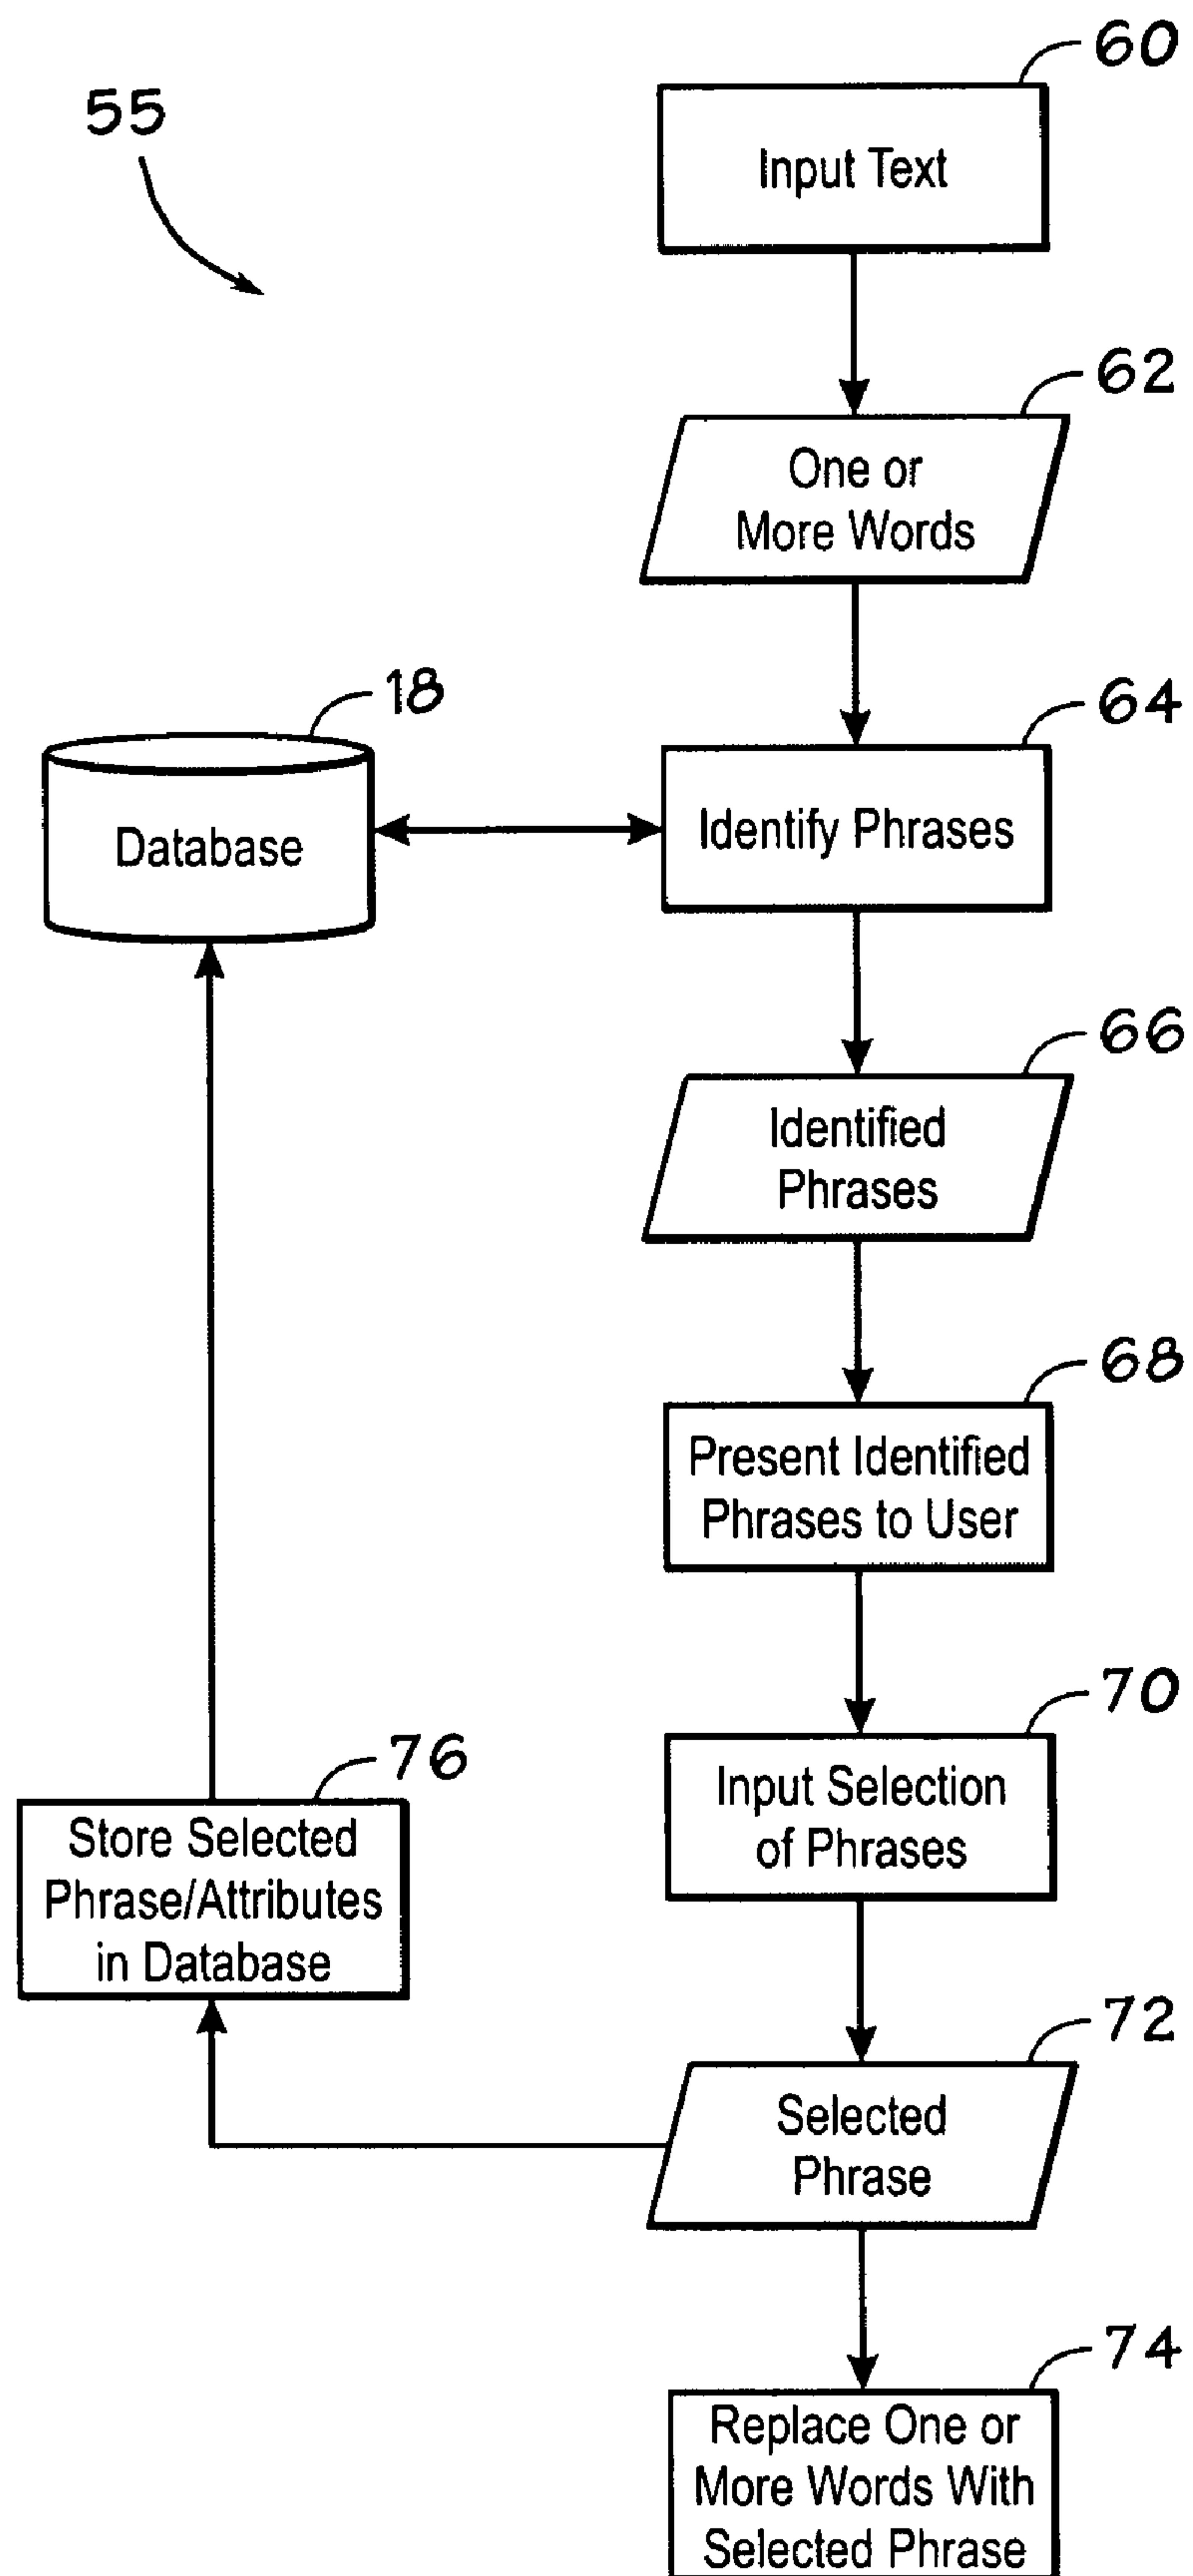 60
55
Input Text
62
One or
More Words
18
64
Database
Identify Phrases
66
Identified
Phrases
68
Present Identified
Phrases to User
70
Input Selection
of Phrases
76
Store Selected
Phrase/Attributes
in Database
72
Selected
Phrase
74
Replace One or
More Words With
Selected Phrase